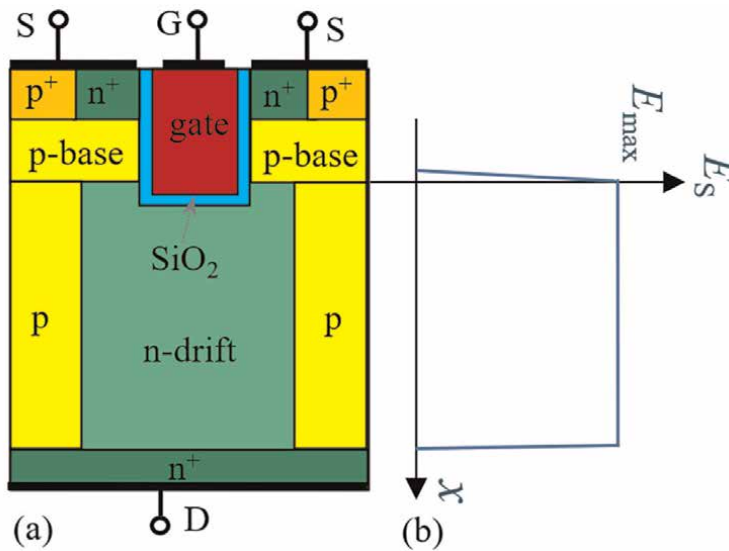 S G S
p⁺ n⁺ n⁺ p⁺
gate
p-base p-base
E_max
E_S
SiO₂
p p
n-drift
n⁺
D
x
(a) (b)